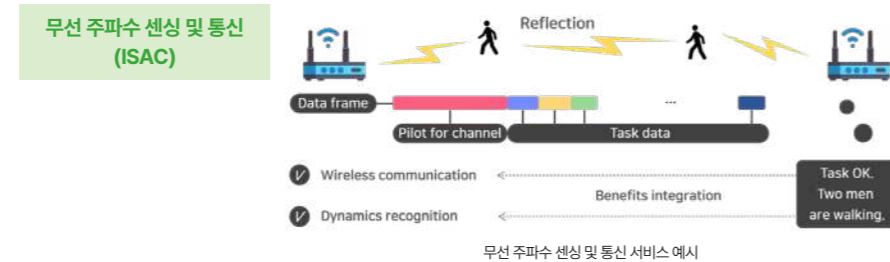 무선 주파수 센싱 및 통신
(ISAC)
Reflection
Data frame
...
Pilot for channel
Task data
Wireless communication
Benefits integration
Dynamics recognition
Task OK.
Two men
are walking.
무선 주파수 센싱 및 통신 서비스 예시